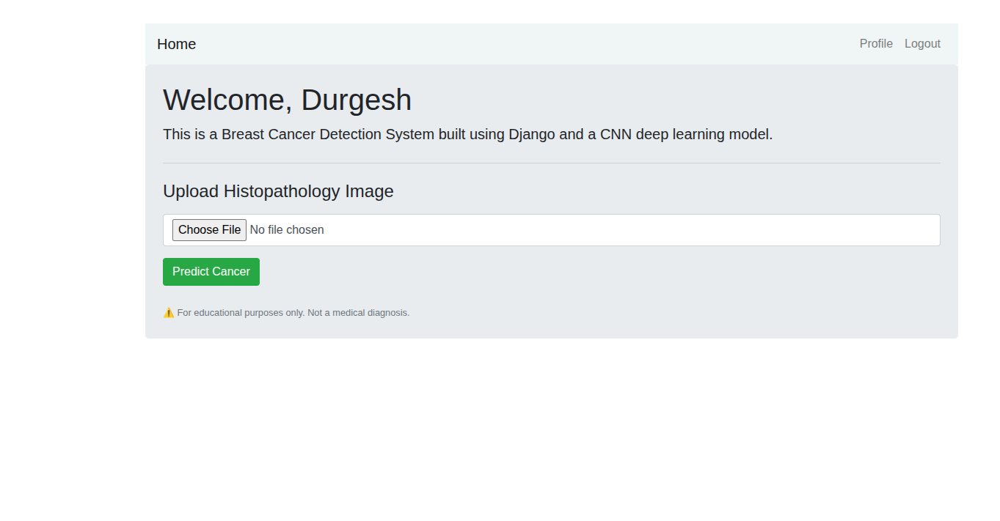 Home Profile Logout
Welcome, Durgesh
This is a Breast Cancer Detection System built using Django and a CNN deep learning model.
Upload Histopathology Image
Choose File No file chosen
Predict Cancer
⚠️ For educational purposes only. Not a medical diagnosis.